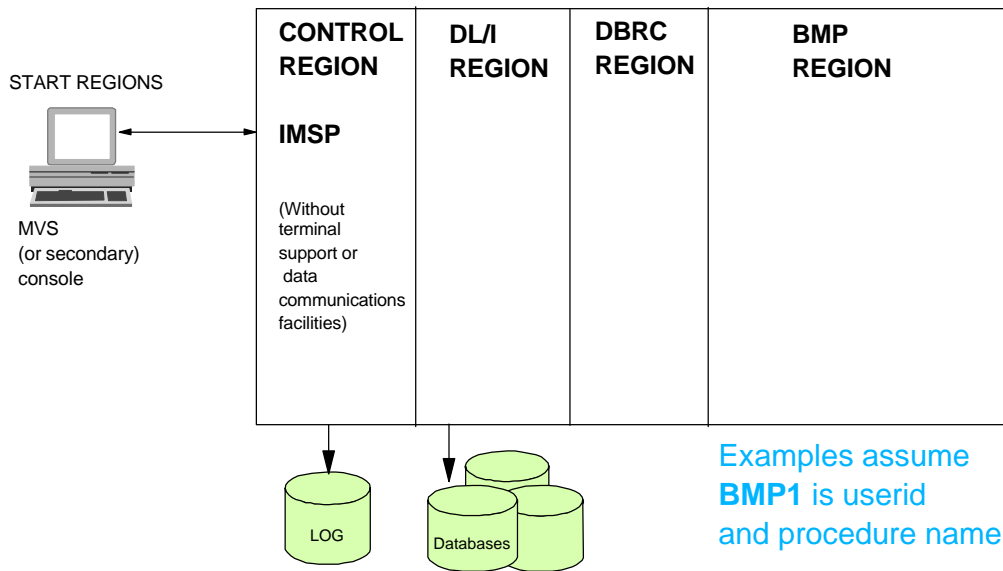 START REGIONS
MVS
(or secondary)
console
CONTROL
REGION
IMSP
(Without
terminal
support or
data
communications
facilities)
DL/I
REGION
DBRC
REGION
BMP
REGION
LOG
Databases
Examples assume
BMP1 is userid
and procedure name